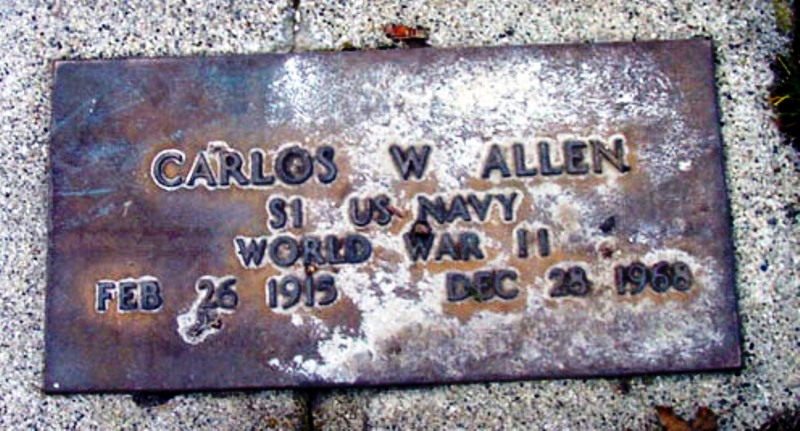 CARLOS W ALLEN
S1 US NAVY
WORLD WAR II
FEB 26 1915 DEC 28 1968